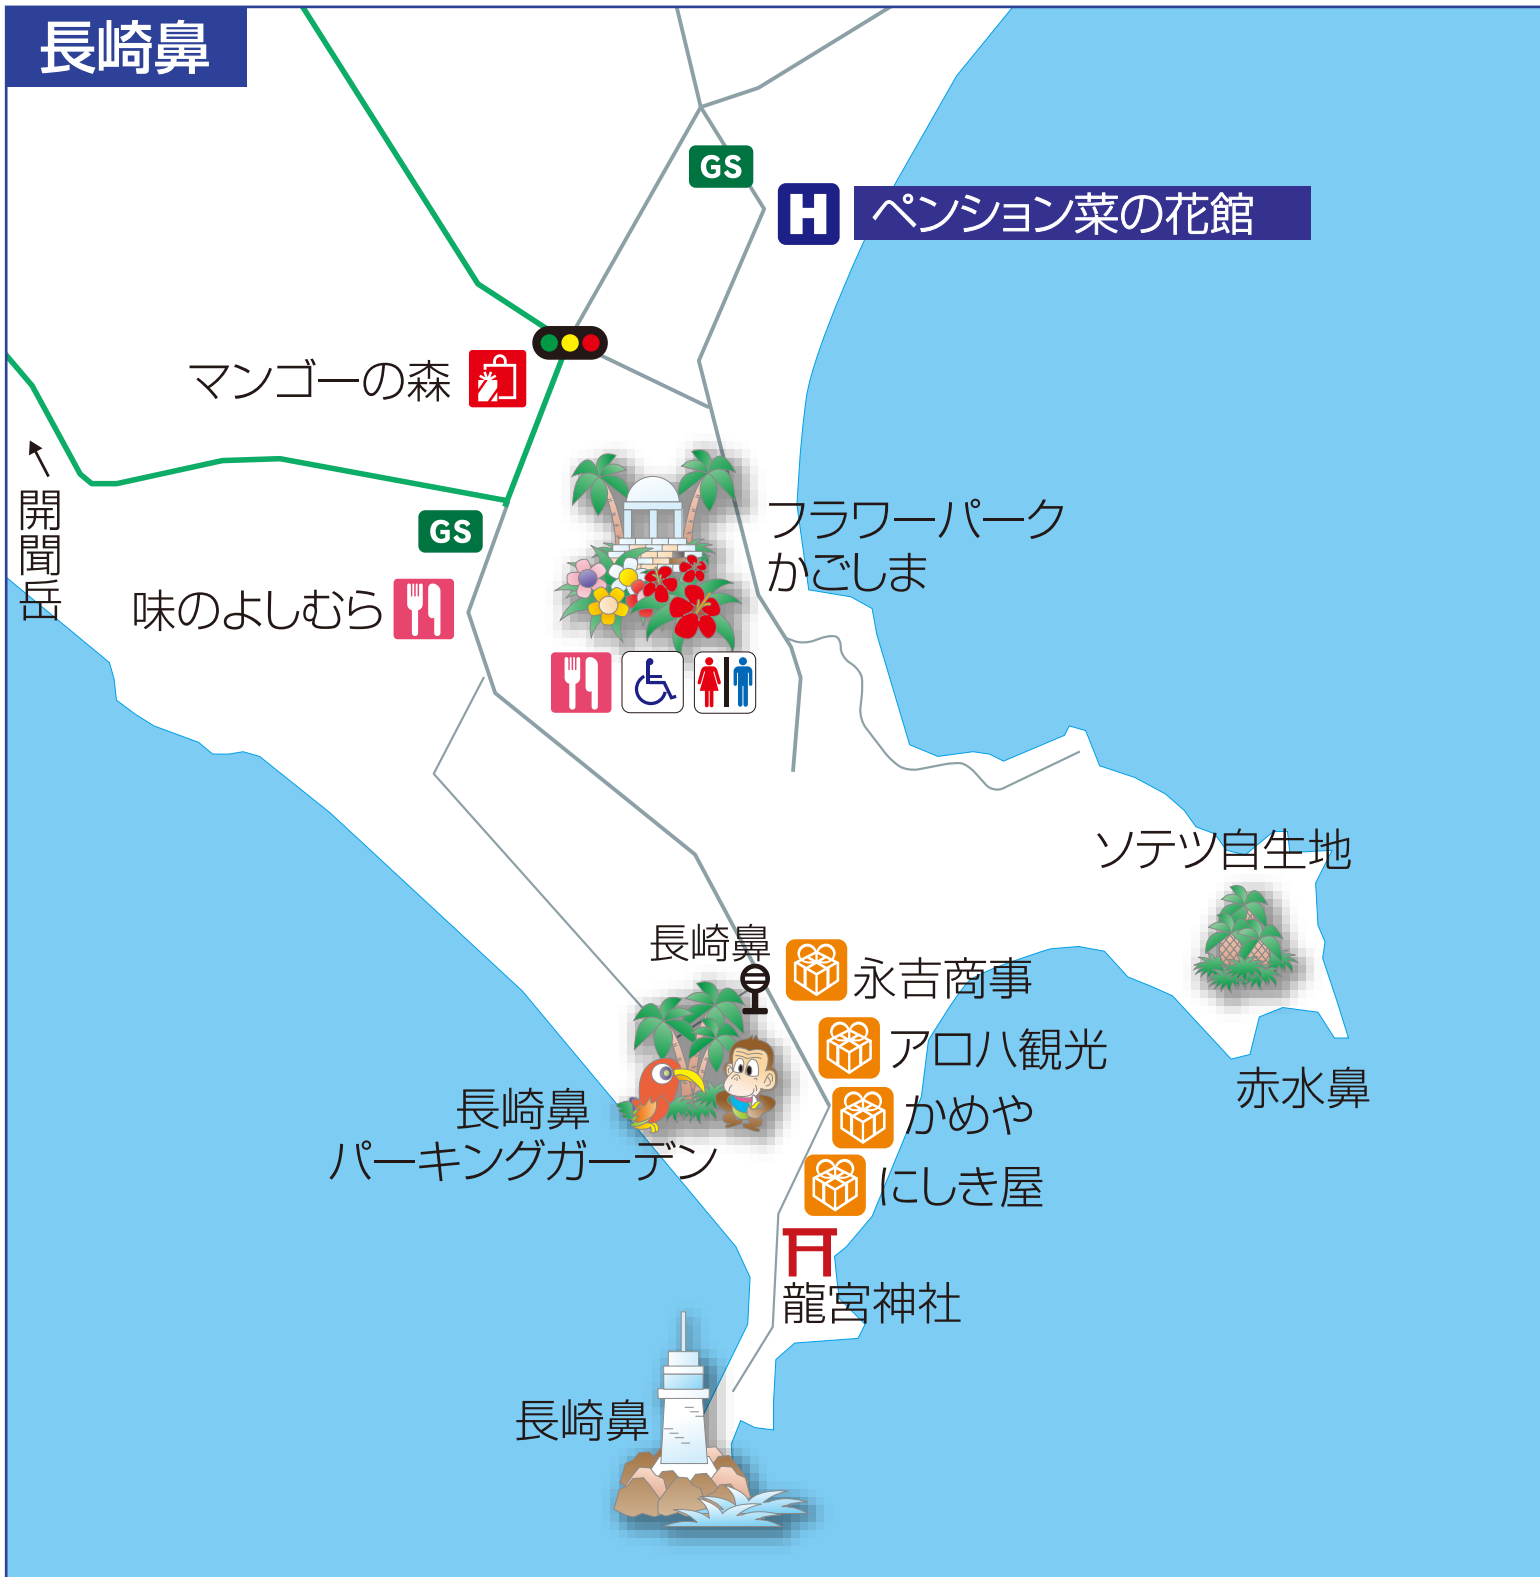 長崎鼻
GS
H
ペンション菜の花館
マンゴーの森
開聞岳
GS
フラワーパーク
かごしま
味のよしむら
ソテツ自生地
長崎鼻
永吉商事
アロハ観光
赤水鼻
かめや
長崎鼻
パーキングガーデン
にしき屋
龍宮神社
長崎鼻